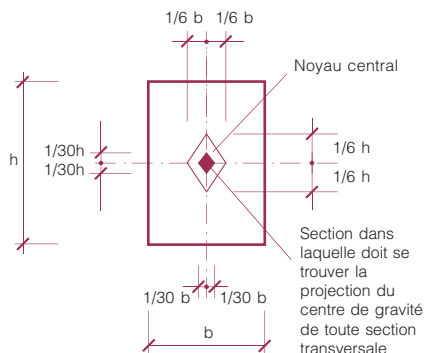 1/6 b 1/6 b
Noyau central
h
1/30h
1/30h
1/6 h
1/6 h
Section dans
laquelle doit se
trouver la
projection du
centre de gravité
de toute section
transversale
1/30 b 1/30 b
b